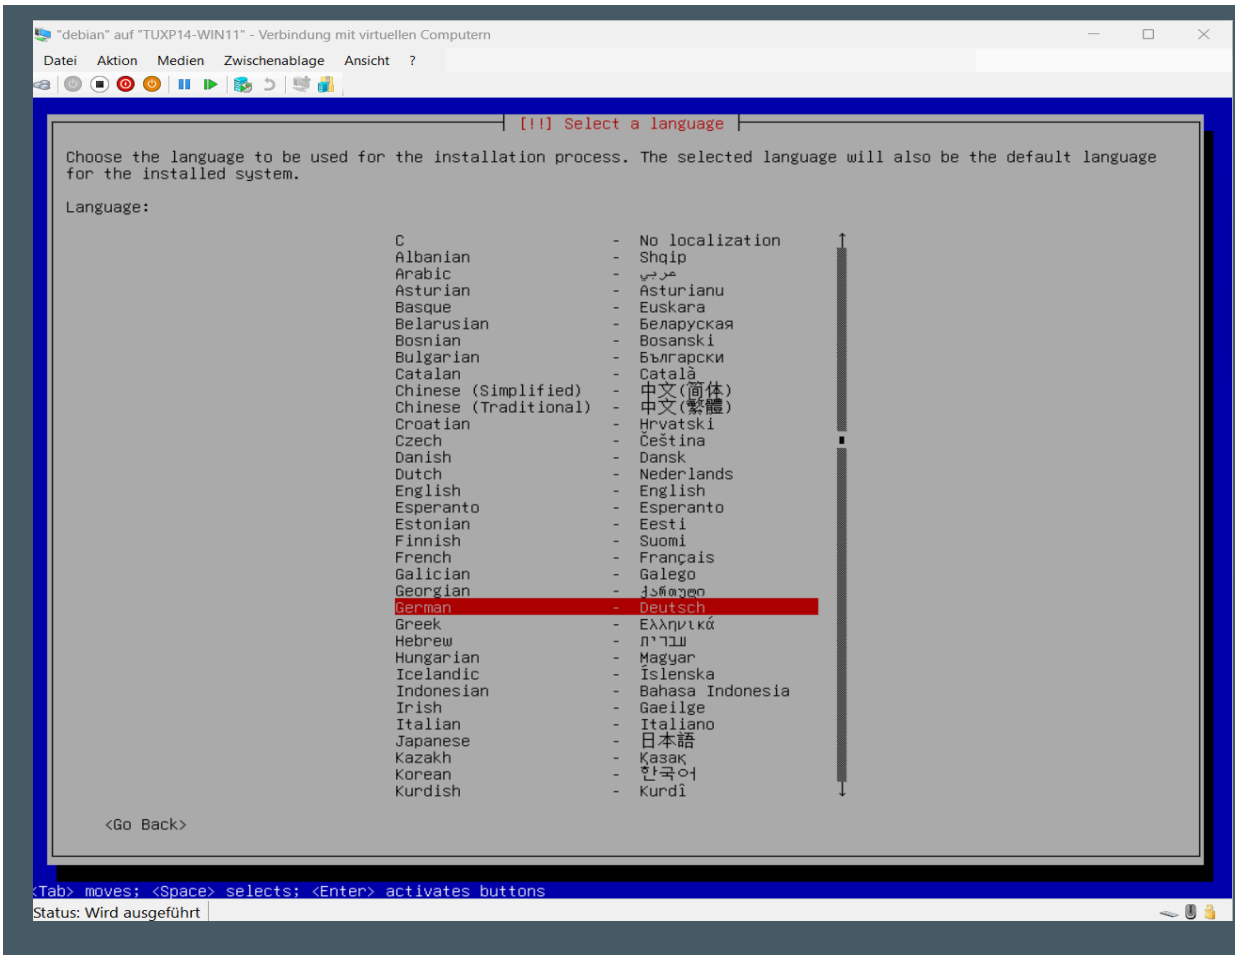 "debian" auf "TUXP14-WIN11" - Verbindung mit virtuellen Computern
Datei Aktion Medien Zwischenablage Ansicht ?
[!!] Select a language
Choose the language to be used for the installation process. The selected language will also be the default language
for the installed system.
Language:
C - No localization
Albanian - Shqip
Arabic - عربي
Asturian - Asturianu
Basque - Euskara
Belarusian - Беларуская
Bosnian - Bosanski
Bulgarian - Български
Catalan - Català
Chinese (Simplified) - 中文(简体)
Chinese (Traditional) - 中文(繁體)
Croatian - Hrvatski
Czech - Čeština
Danish - Dansk
Dutch - Nederlands
English - English
Esperanto - Esperanto
Estonian - Eesti
Finnish - Suomi
French - Français
Galician - Galego
Georgian - ქართული
German - Deutsch
Greek - Ελληνικά
Hebrew - עברית
Hungarian - Magyar
Icelandic - Íslenska
Indonesian - Bahasa Indonesia
Irish - Gaeilge
Italian - Italiano
Japanese - 日本語
Kazakh - Қазақ
Korean - 한국어
Kurdish - Kurdî
<Go Back>
<Tab> moves; <Space> selects; <Enter> activates buttons
Status: Wird ausgeführt